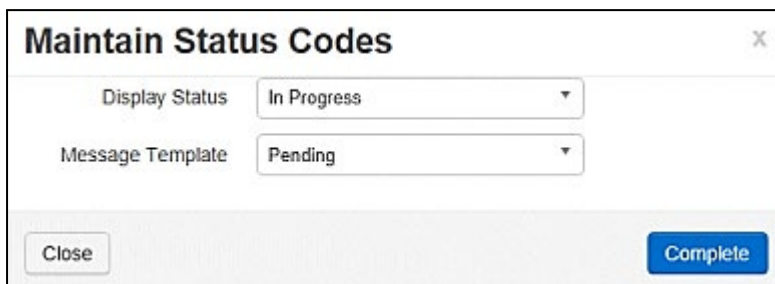 Maintain Status Codes x
Display Status In Progress
Message Template Pending
Close Complete